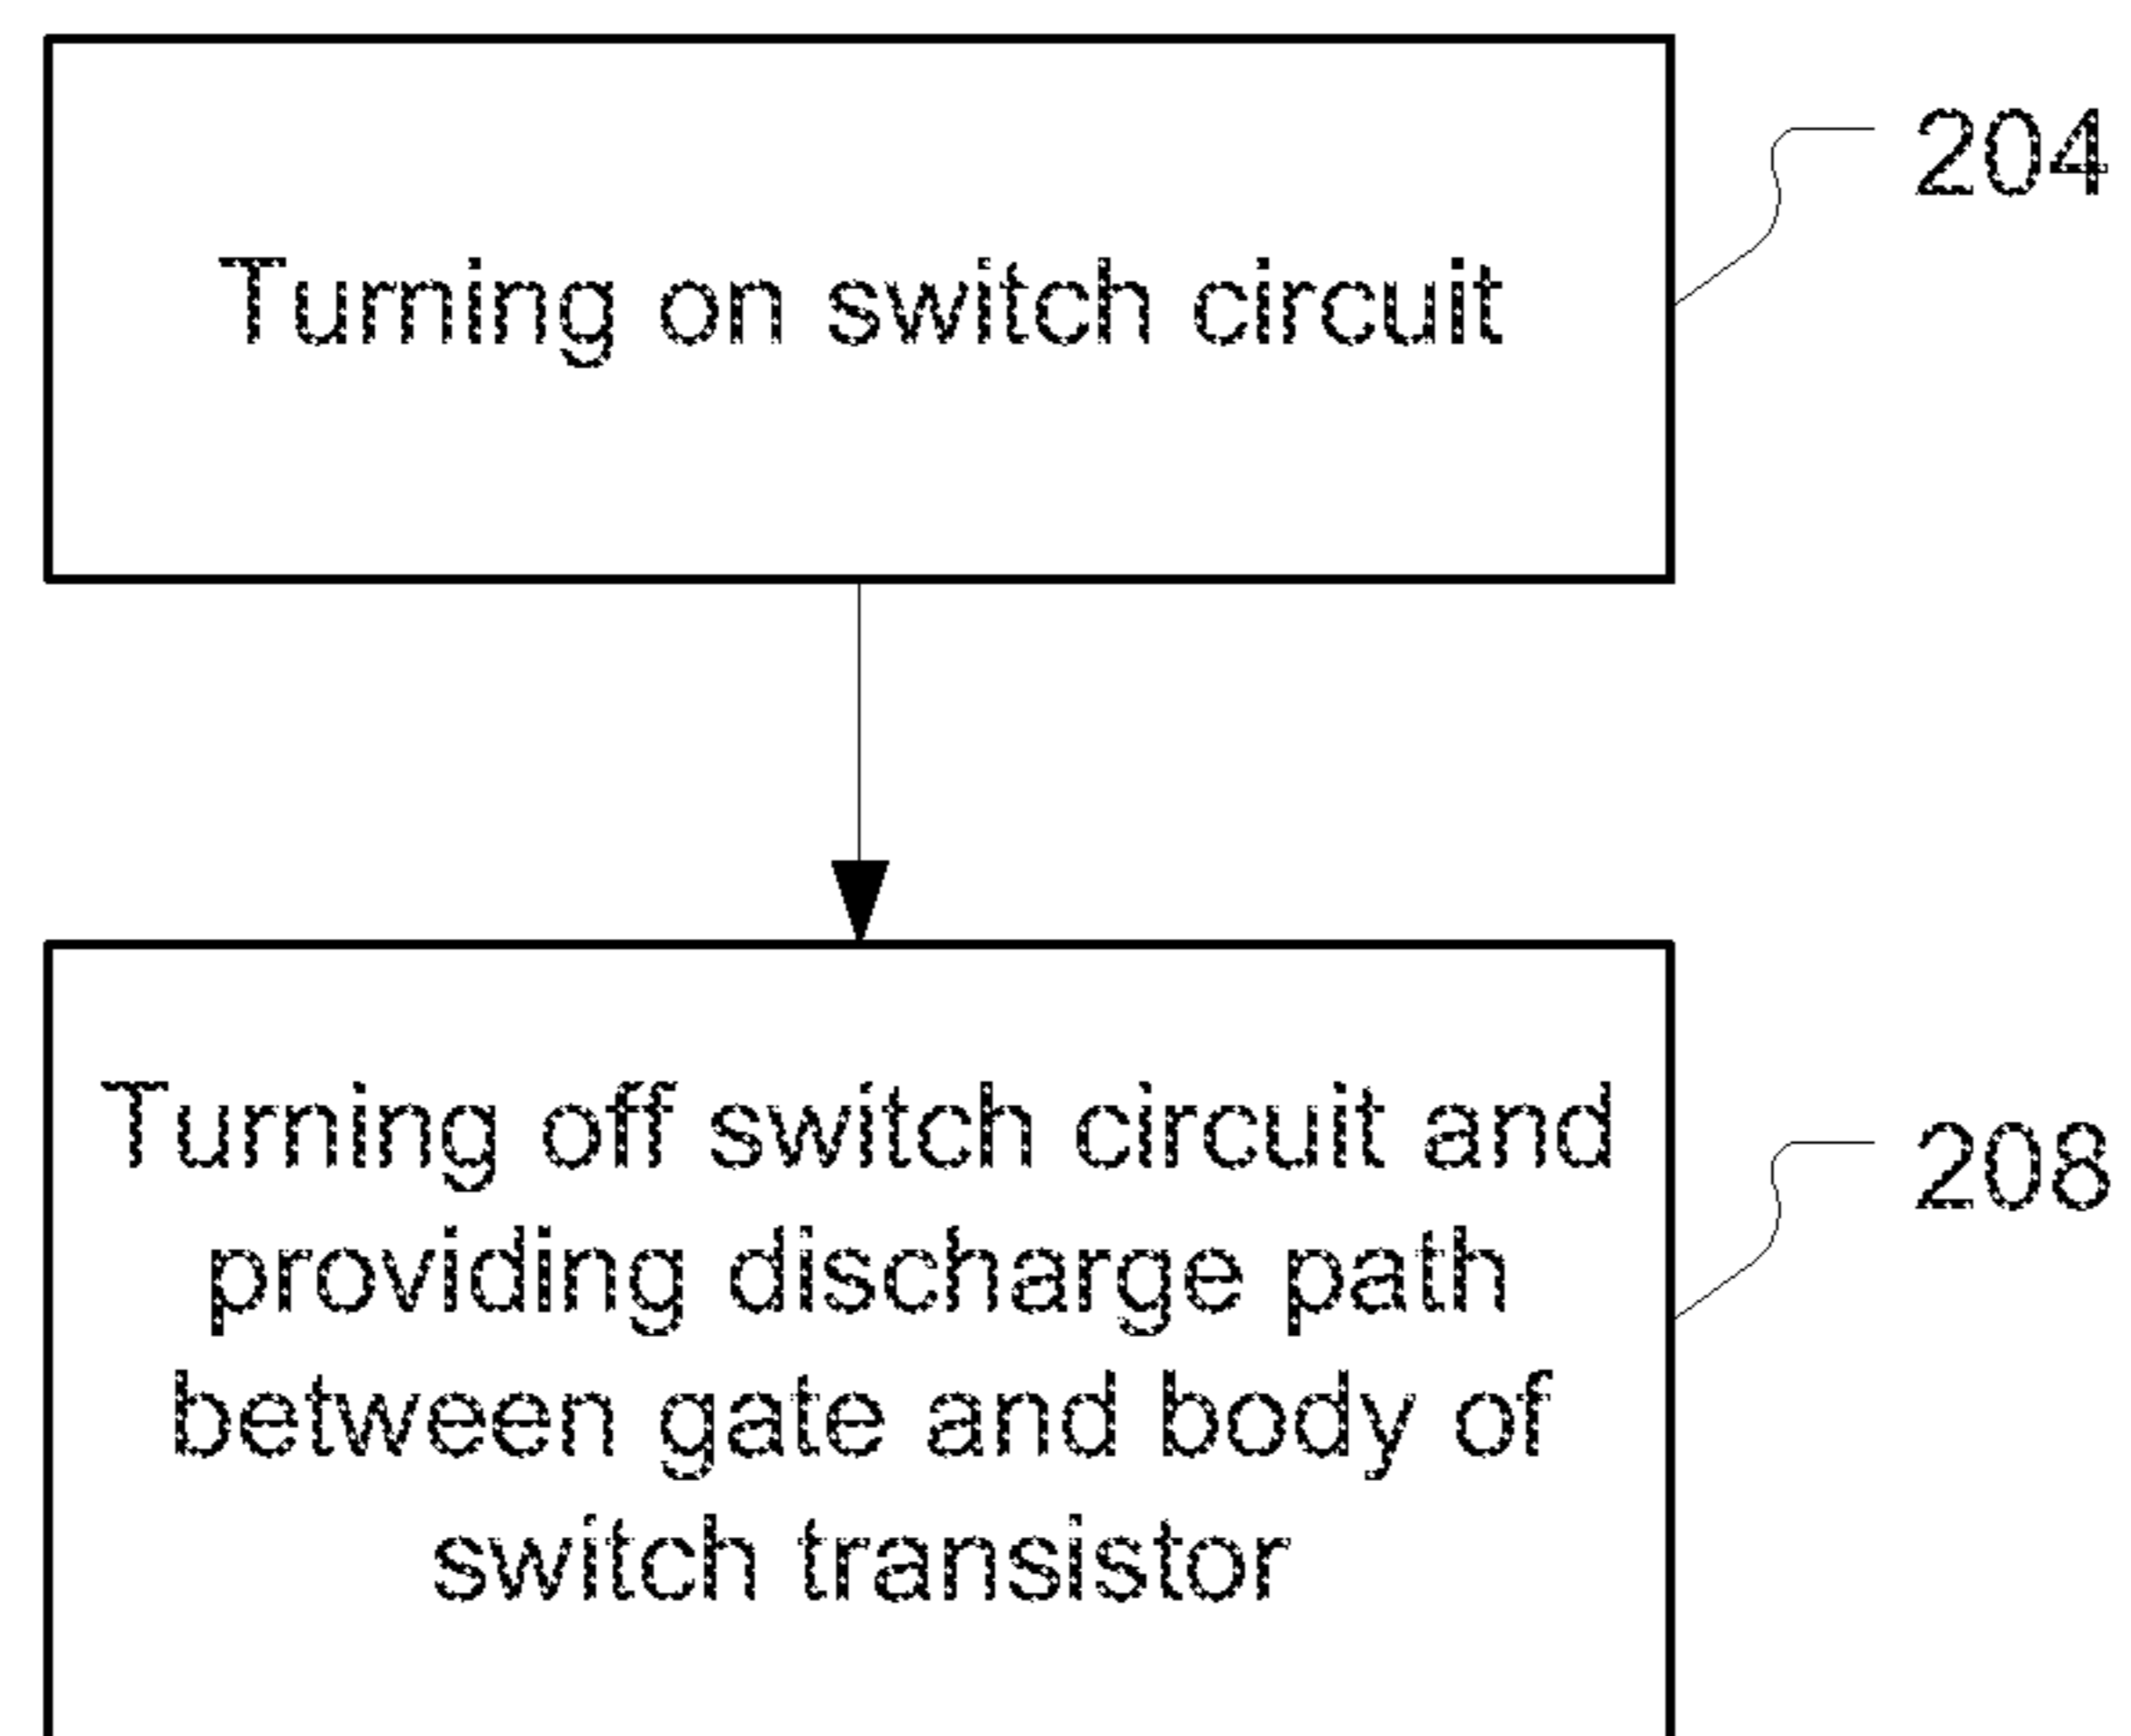 204
Turning on switch circuit
Turning off switch circuit and
208
providing discharge path
between gate and body of
switch transistor